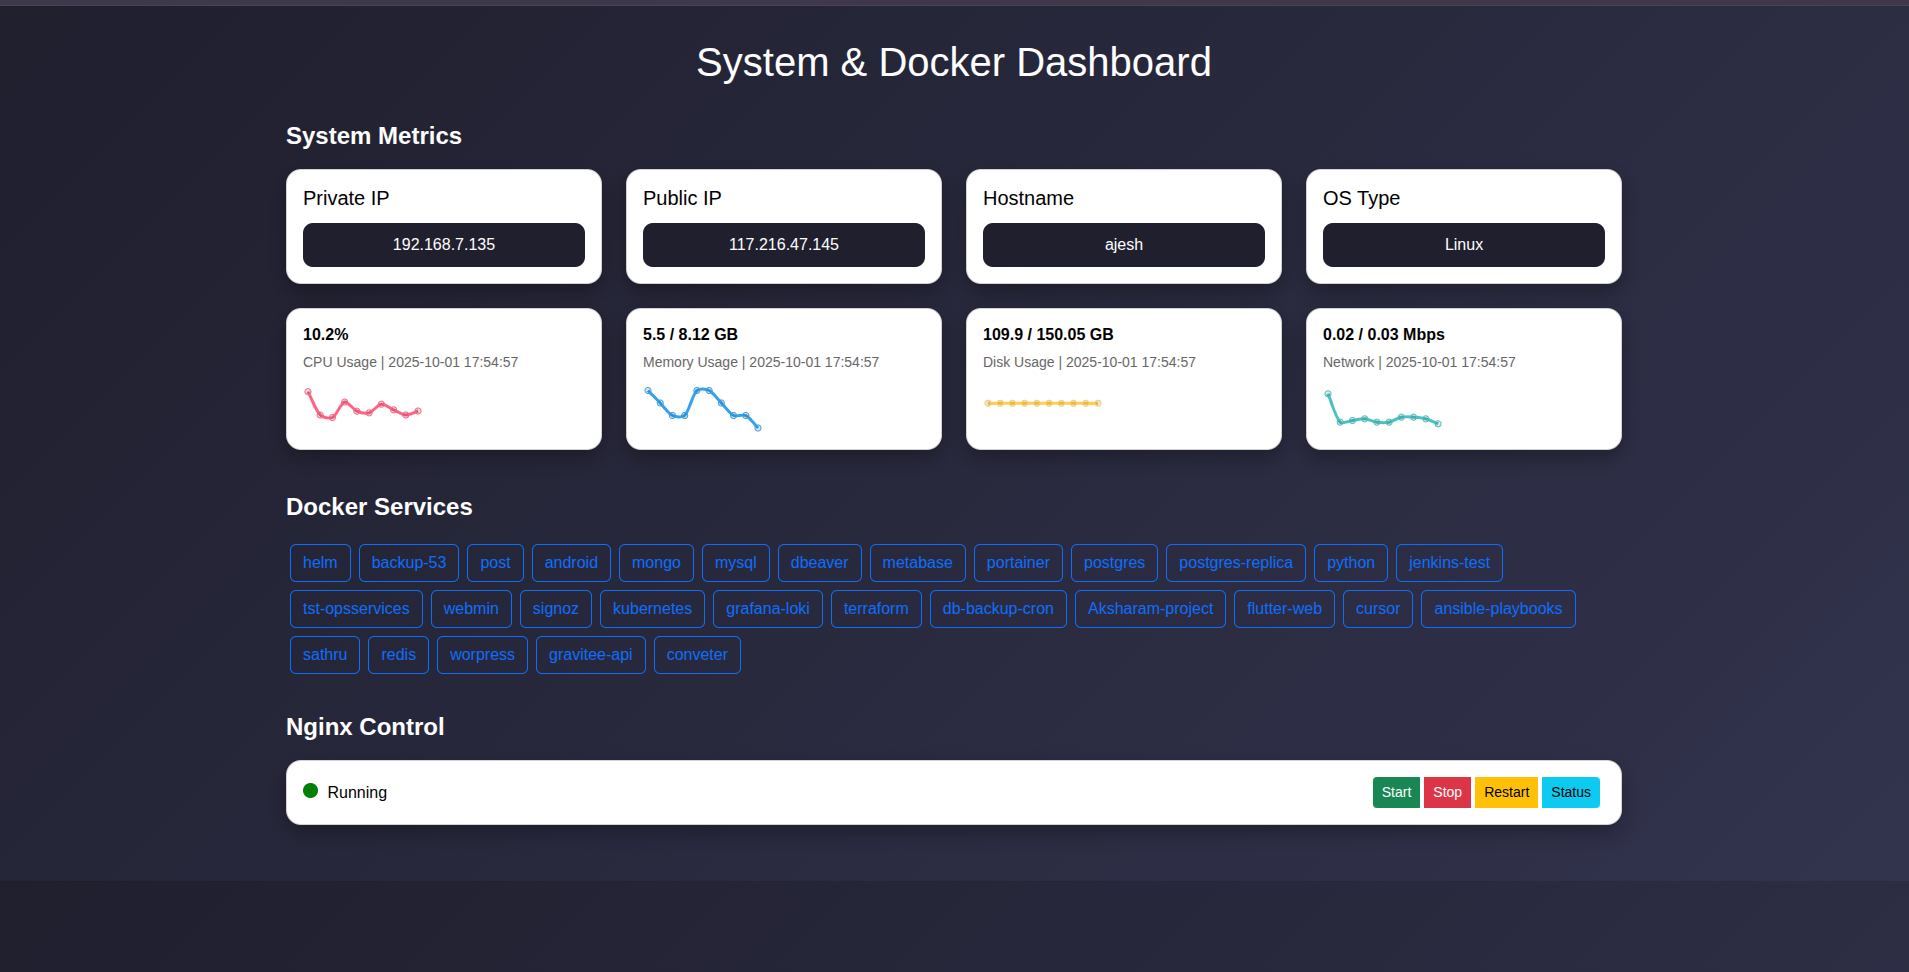 System & Docker Dashboard
System Metrics
Private IP
192.168.7.135
Public IP
117.216.47.145
Hostname
ajesh
OS Type
Linux
10.2%
CPU Usage | 2025-10-01 17:54:57
5.5 / 8.12 GB
Memory Usage | 2025-10-01 17:54:57
109.9 / 150.05 GB
Disk Usage | 2025-10-01 17:54:57
0.02 / 0.03 Mbps
Network | 2025-10-01 17:54:57
Docker Services
helm backup-53 post android mongo mysql dbeaver metabase portainer postgres postgres-replica python jenkins-test
tst-opsservices webmin signoz kubernetes grafana-loki terraform db-backup-cron Aksharam-project flutter-web cursor ansible-playbooks
sathru redis worpress gravitee-api conveter
Nginx Control
Running Start Stop Restart Status